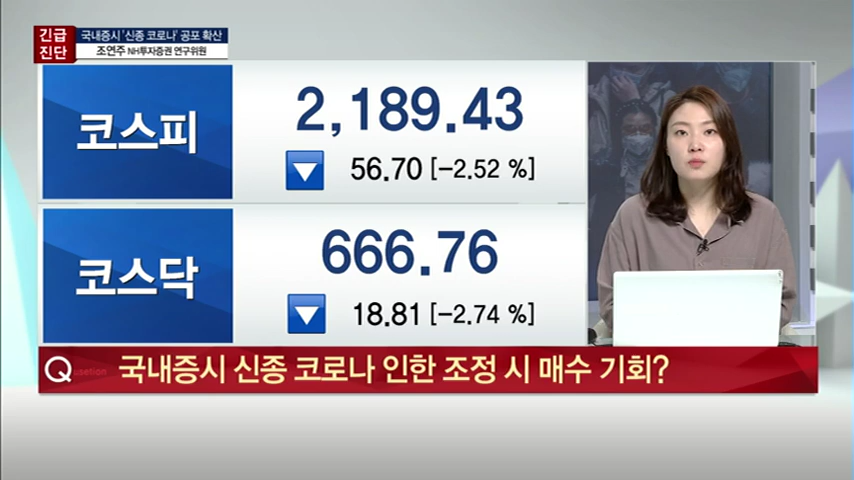 긴급
진단
국내증시 '신종 코로나' 공포 확산
조연주 NH투자증권 연구위원
코스피
2,189.43
▼ 56.70 [-2.52 %]
코스닥
666.76
▼ 18.81 [-2.74 %]
Qusetion 국내증시 신종 코로나 인한 조정 시 매수 기회?